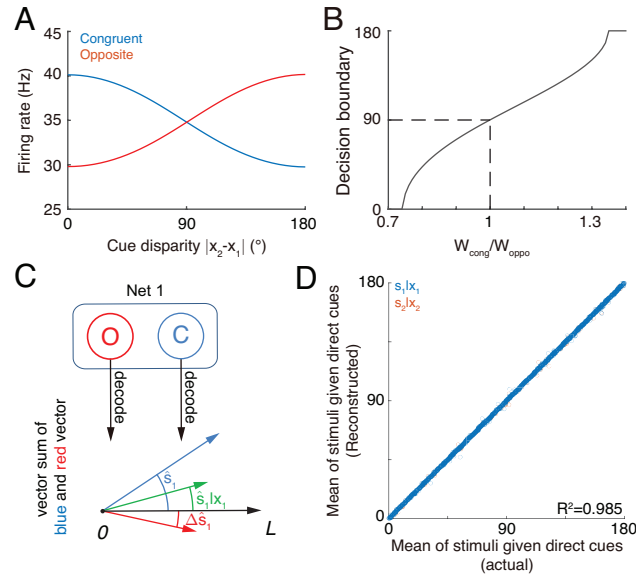 A
45
40
35
30
25
Firing rate (Hz)
Congruent
Opposite
0
90
180
Cue disparity |x₂-x₁| (°)
B
180
90
0
Decision boundary
0.7
1
1.3
W_cong/W_oppo
C
Net 1
O
C
decode
decode
vector sum of
blue and red vector
ŝ₁
ŝ₁|x₁
Δŝ₁
0
L
D
s₁|x₁
s₂|x₂
180
90
0
Mean of stimuli given direct cues
(Reconstructed)
R²=0.985
0
90
180
Mean of stimuli given direct cues
(actual)